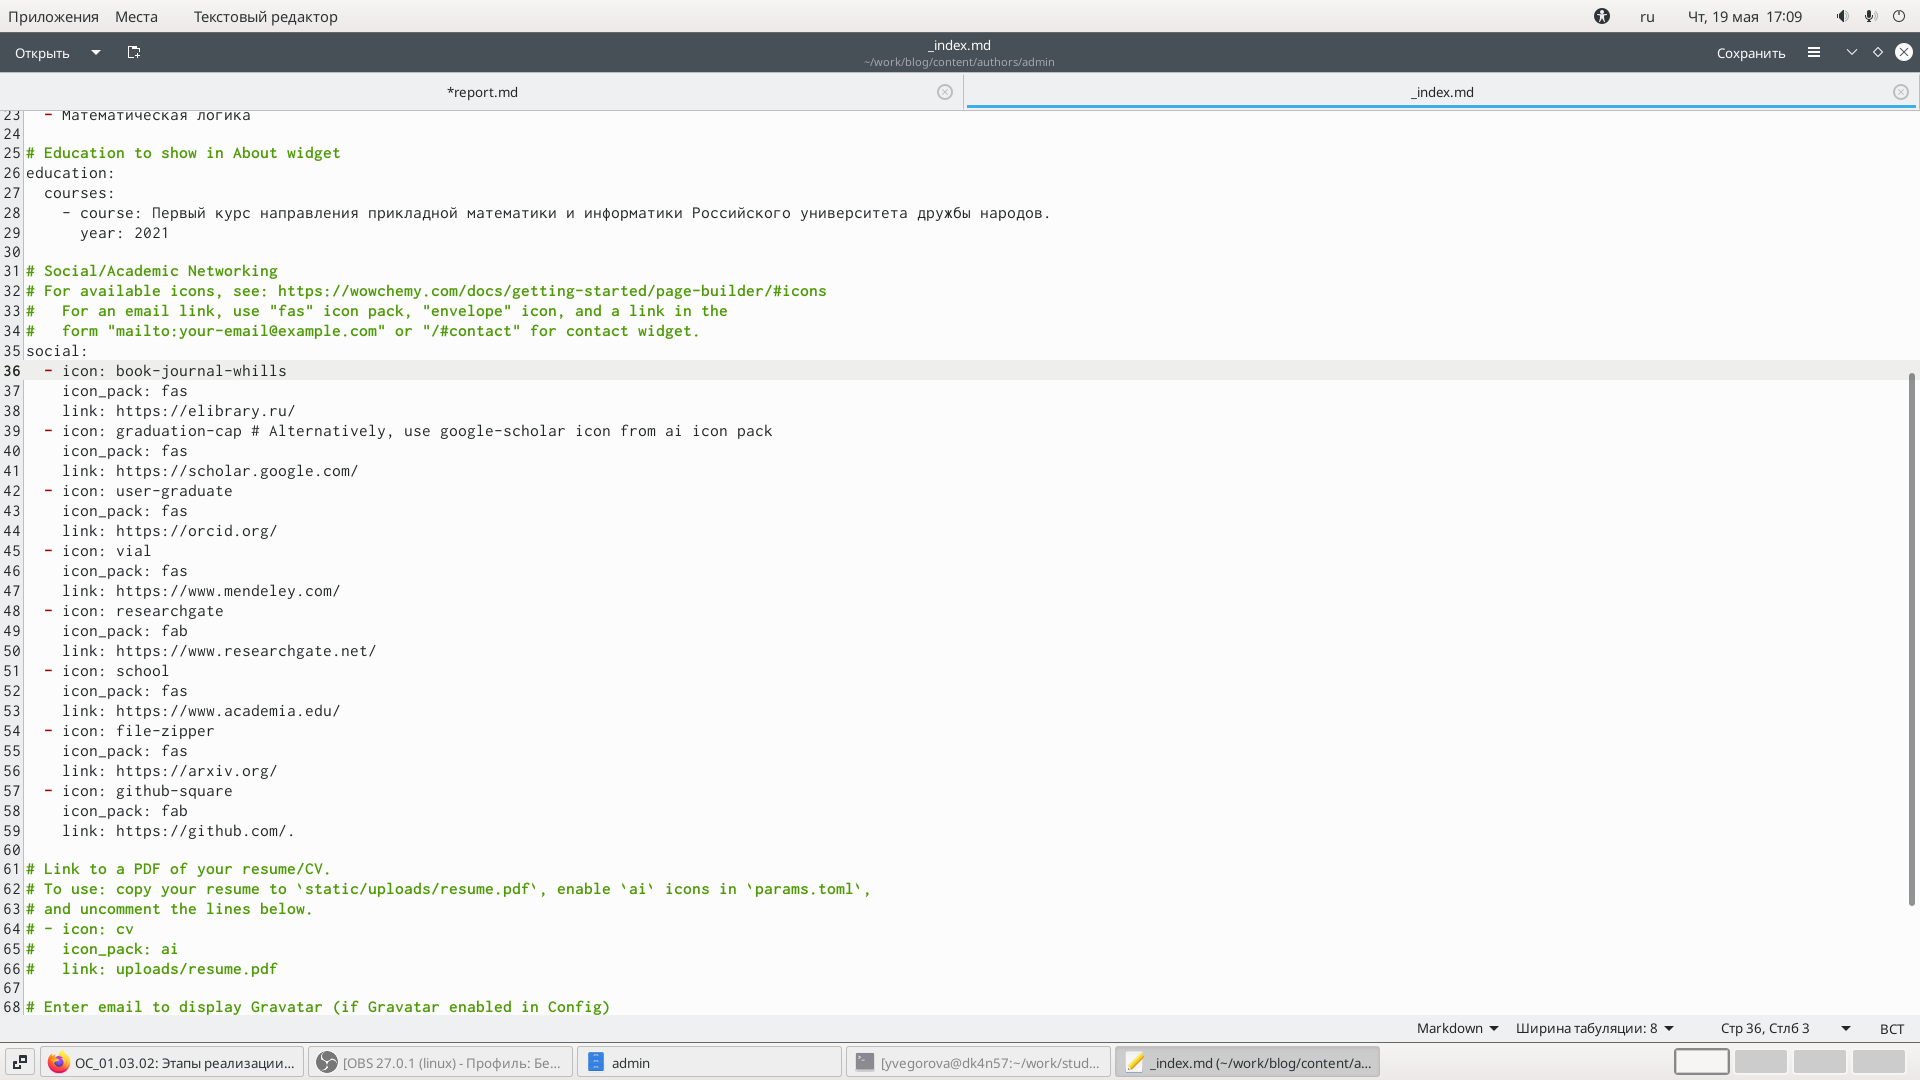 Приложения Места Текстовый редактор ru Чт, 19 мая 17:09
Открыть _index.md Сохранить
~/work/blog/content/authors/admin
*report.md _index.md
23   - Математическая логика
24
25 # Education to show in About widget
26 education:
27   courses:
28     - course: Первый курс направления прикладной математики и информатики Российского университета дружбы народов.
29       year: 2021
30
31 # Social/Academic Networking
32 # For available icons, see: https://wowchemy.com/docs/getting-started/page-builder/#icons
33 #   For an email link, use "fas" icon pack, "envelope" icon, and a link in the
34 #   form "mailto:your-email@example.com" or "/#contact" for contact widget.
35 social:
36   - icon: book-journal-whills
37     icon_pack: fas
38     link: https://elibrary.ru/
39   - icon: graduation-cap # Alternatively, use google-scholar icon from ai icon pack
40     icon_pack: fas
41     link: https://scholar.google.com/
42   - icon: user-graduate
43     icon_pack: fas
44     link: https://orcid.org/
45   - icon: vial
46     icon_pack: fas
47     link: https://www.mendeley.com/
48   - icon: researchgate
49     icon_pack: fab
50     link: https://www.researchgate.net/
51   - icon: school
52     icon_pack: fas
53     link: https://www.academia.edu/
54   - icon: file-zipper
55     icon_pack: fas
56     link: https://arxiv.org/
57   - icon: github-square
58     icon_pack: fab
59     link: https://github.com/.
60
61 # Link to a PDF of your resume/CV.
62 # To use: copy your resume to `static/uploads/resume.pdf`, enable `ai` icons in `params.toml`,
63 # and uncomment the lines below.
64 # - icon: cv
65 #   icon_pack: ai
66 #   link: uploads/resume.pdf
67
68 # Enter email to display Gravatar (if Gravatar enabled in Config)
Markdown Ширина табуляции: 8 Стр 36, Стлб 3 ВСТ
ОС_01.03.02: Этапы реализации... [OBS 27.0.1 (linux) - Профиль: Бе... admin [yvegorova@dk4n57:~/work/stud... _index.md (~/work/blog/content/a...